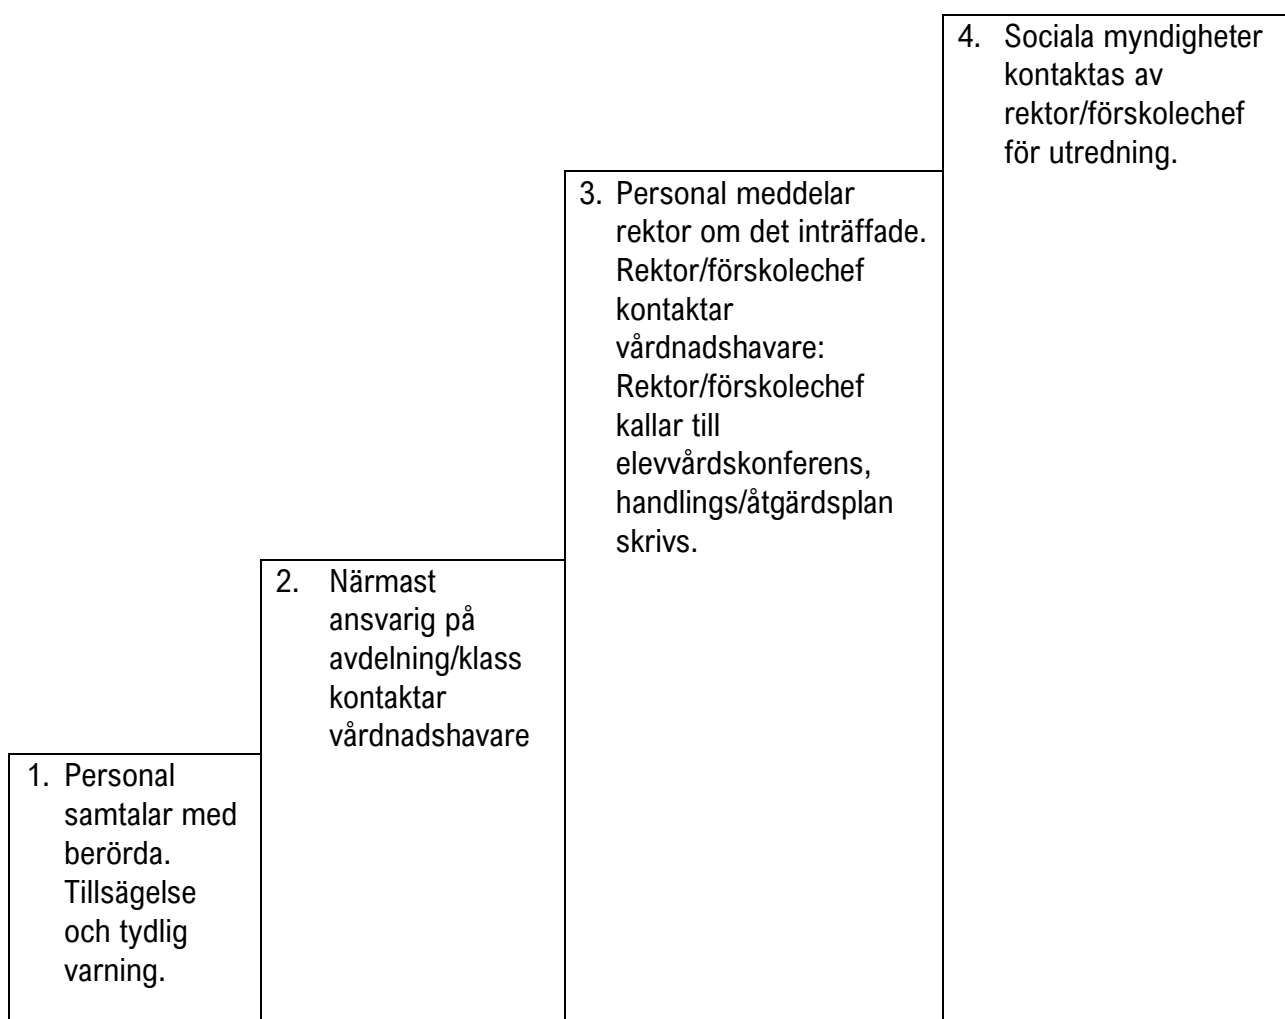 4. Sociala myndigheter
kontaktas av
rektor/förskolechef
för utredning.
3. Personal meddelar
rektor om det inträffade.
Rektor/förskolechef
kontaktar
vårdnadshavare:
Rektor/förskolechef
kallar till
elevvårdskonferens,
handlings/åtgärdsplan
skrivs.
2. Närmast
ansvarig på
avdelning/klass
kontaktar
vårdnadshavare
1. Personal
samtalar med
berörda.
Tillsägelse
och tydlig
varning.